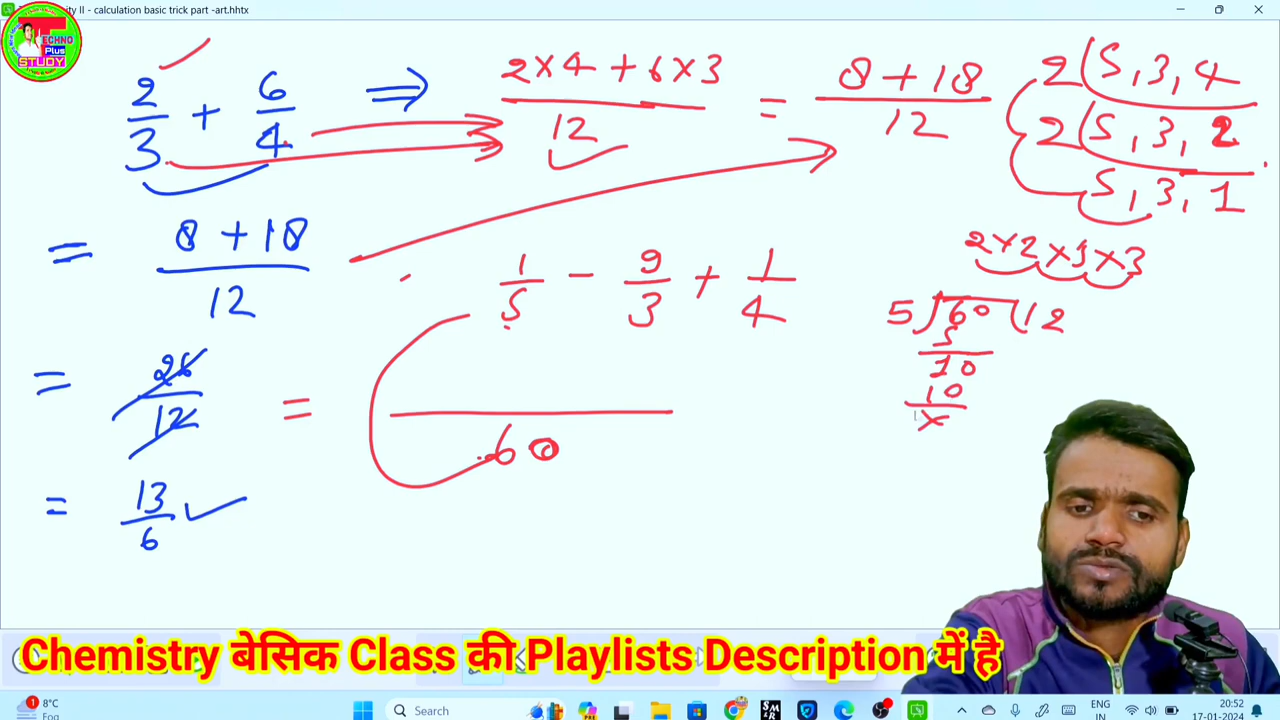 ity II - calculation basic trick part -art.hhtx
TECHNO
Plus
STUDY
2/3 + 6/4 ⇒ (2×4 + 6×3)/12 = (8+18)/12
2 ( 5, 3, 4
2 ( 5, 3, 2
5, 3, 1
2×2×5×3
= (8+18)/12
1/5 - 9/3 + 1/4
5 ) 60 ( 12
5
10
10
×
= 26/12
= /60
= 13/6 ✓
Chemistry बेसिक Class की Playlists Description में है
1
8°C
Fog
Search
ENG
IN
20:52
17-01-2024